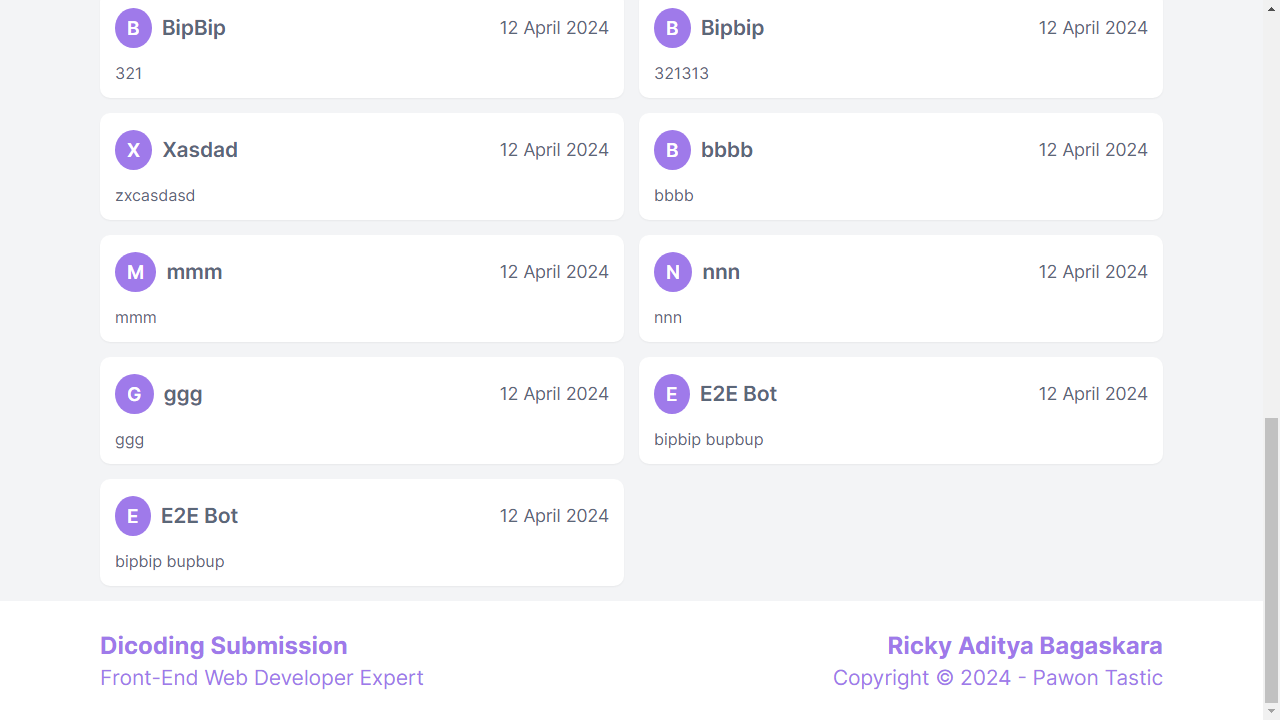 B BipBip 12 April 2024
321
B Bipbip 12 April 2024
321313
X Xasdad 12 April 2024
zxcasdasd
B bbbb 12 April 2024
bbbb
M mmm 12 April 2024
mmm
N nnn 12 April 2024
nnn
G ggg 12 April 2024
ggg
E E2E Bot 12 April 2024
bipbip bupbup
E E2E Bot 12 April 2024
bipbip bupbup
Dicoding Submission
Front-End Web Developer Expert
Ricky Aditya Bagaskara
Copyright © 2024 - Pawon Tastic